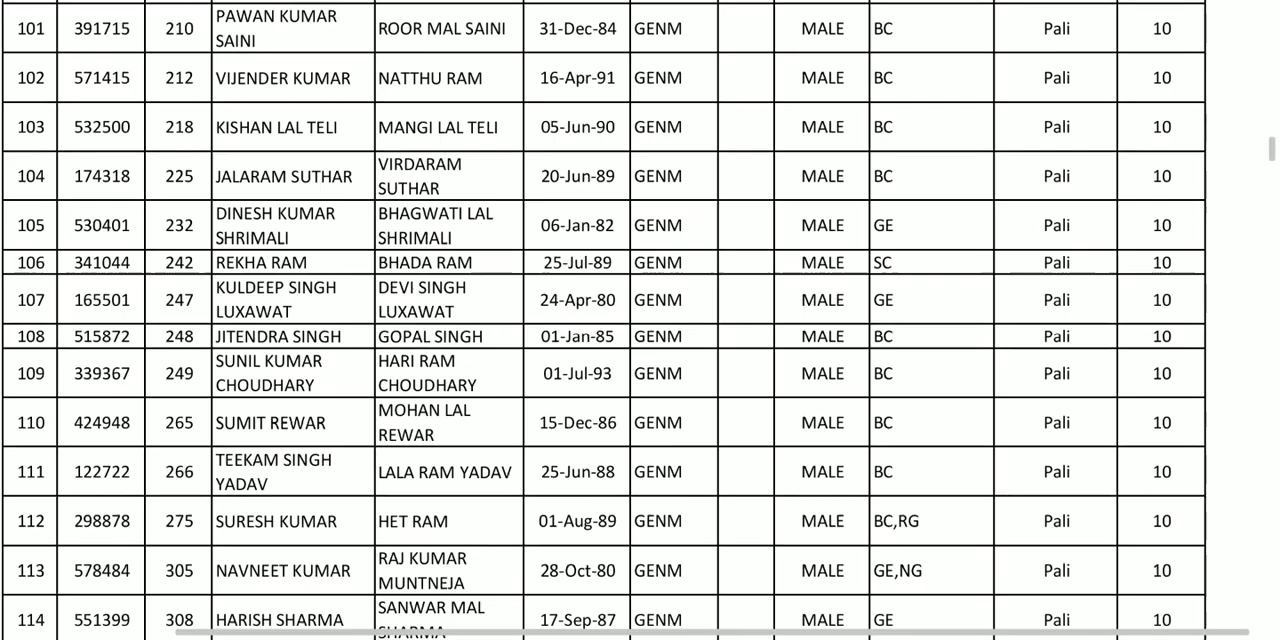 101 391715 210 PAWAN KUMAR SAINI ROOR MAL SAINI 31-Dec-84 GENM MALE BC Pali 10
102 571415 212 VIJENDER KUMAR NATTHU RAM 16-Apr-91 GENM MALE BC Pali 10
103 532500 218 KISHAN LAL TELI MANGI LAL TELI 05-Jun-90 GENM MALE BC Pali 10
104 174318 225 JALARAM SUTHAR VIRDARAM SUTHAR 20-Jun-89 GENM MALE BC Pali 10
105 530401 232 DINESH KUMAR SHRIMALI BHAGWATI LAL SHRIMALI 06-Jan-82 GENM MALE GE Pali 10
106 341044 242 REKHA RAM BHADA RAM 25-Jul-89 GENM MALE SC Pali 10
107 165501 247 KULDEEP SINGH LUXAWAT DEVI SINGH LUXAWAT 24-Apr-80 GENM MALE GE Pali 10
108 515872 248 JITENDRA SINGH GOPAL SINGH 01-Jan-85 GENM MALE BC Pali 10
109 339367 249 SUNIL KUMAR CHOUDHARY HARI RAM CHOUDHARY 01-Jul-93 GENM MALE BC Pali 10
110 424948 265 SUMIT REWAR MOHAN LAL REWAR 15-Dec-86 GENM MALE BC Pali 10
111 122722 266 TEEKAM SINGH YADAV LALA RAM YADAV 25-Jun-88 GENM MALE BC Pali 10
112 298878 275 SURESH KUMAR HET RAM 01-Aug-89 GENM MALE BC,RG Pali 10
113 578484 305 NAVNEET KUMAR RAJ KUMAR MUNTNEJA 28-Oct-80 GENM MALE GE,NG Pali 10
114 551399 308 HARISH SHARMA SANWAR MAL SHARMA 17-Sep-87 GENM MALE GE Pali 10